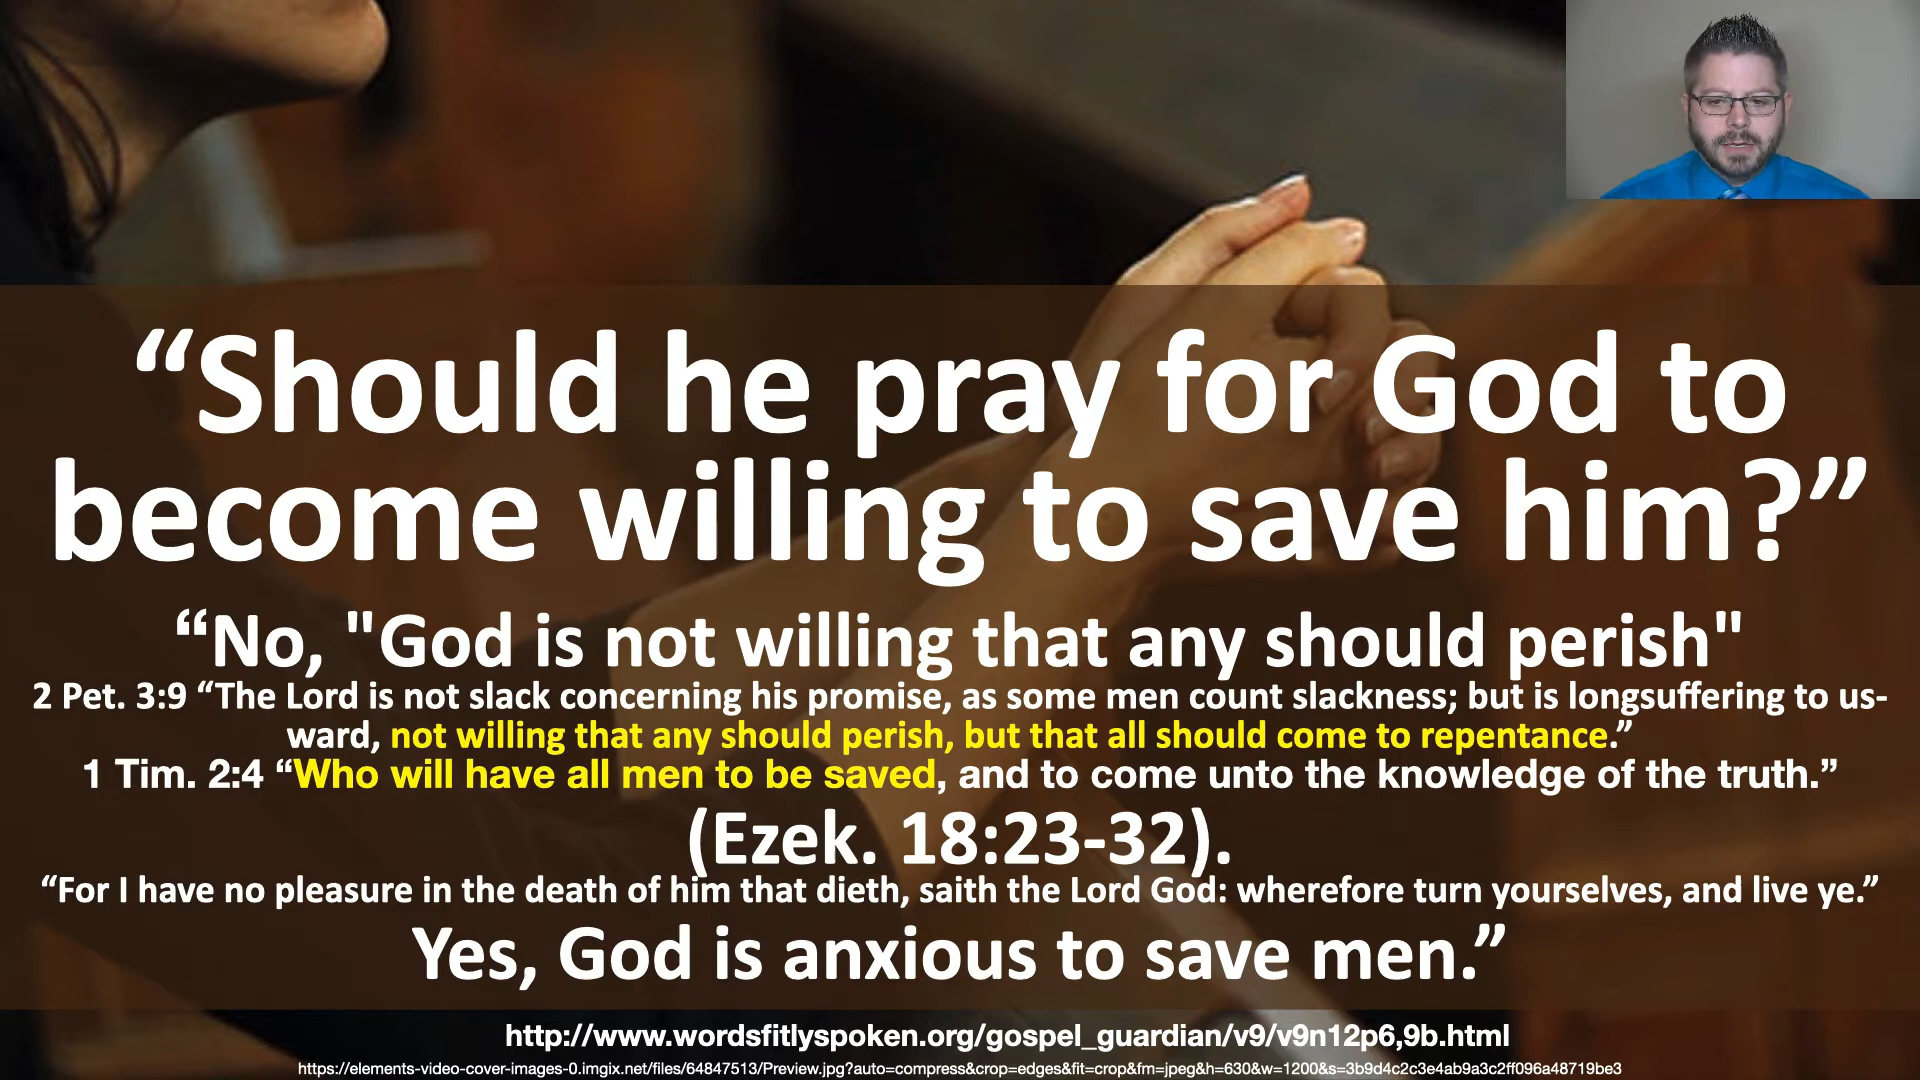 “Should he pray for God to
become willing to save him?”
“No, "God is not willing that any should perish"
2 Pet. 3:9 “The Lord is not slack concerning his promise, as some men count slackness; but is longsuffering to us-
ward, not willing that any should perish, but that all should come to repentance.”
1 Tim. 2:4 “Who will have all men to be saved, and to come unto the knowledge of the truth.”
(Ezek. 18:23-32).
“For I have no pleasure in the death of him that dieth, saith the Lord God: wherefore turn yourselves, and live ye.”
Yes, God is anxious to save men.”
http://www.wordsfitlyspoken.org/gospel_guardian/v9/v9n12p6,9b.html
https://elements-video-cover-images-0.imgix.net/files/64847513/Preview.jpg?auto=compress&crop=edges&fit=crop&fm=jpeg&h=630&w=1200&s=3b9d4c2c3e4ab9a3c2ff096a48719be3